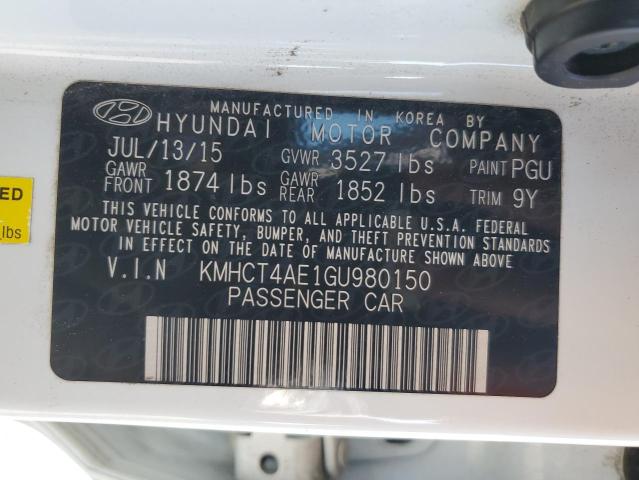 MANUFACTURED IN KOREA BY
HYUNDAI MOTOR COMPANY
JUL/13/15 GVWR 3527 lbs PAINT PGU
GAWR FRONT 1874 lbs GAWR REAR 1852 lbs TRIM 9Y
THIS VEHICLE CONFORMS TO ALL APPLICABLE U.S.A. FEDERAL
MOTOR VEHICLE SAFETY, BUMPER, AND THEFT PREVENTION STANDARDS
IN EFFECT ON THE DATE OF MANUFACTURE SHOWN ABOVE.
V.I.N KMHCT4AE1GU980150
PASSENGER CAR
ED
lbs